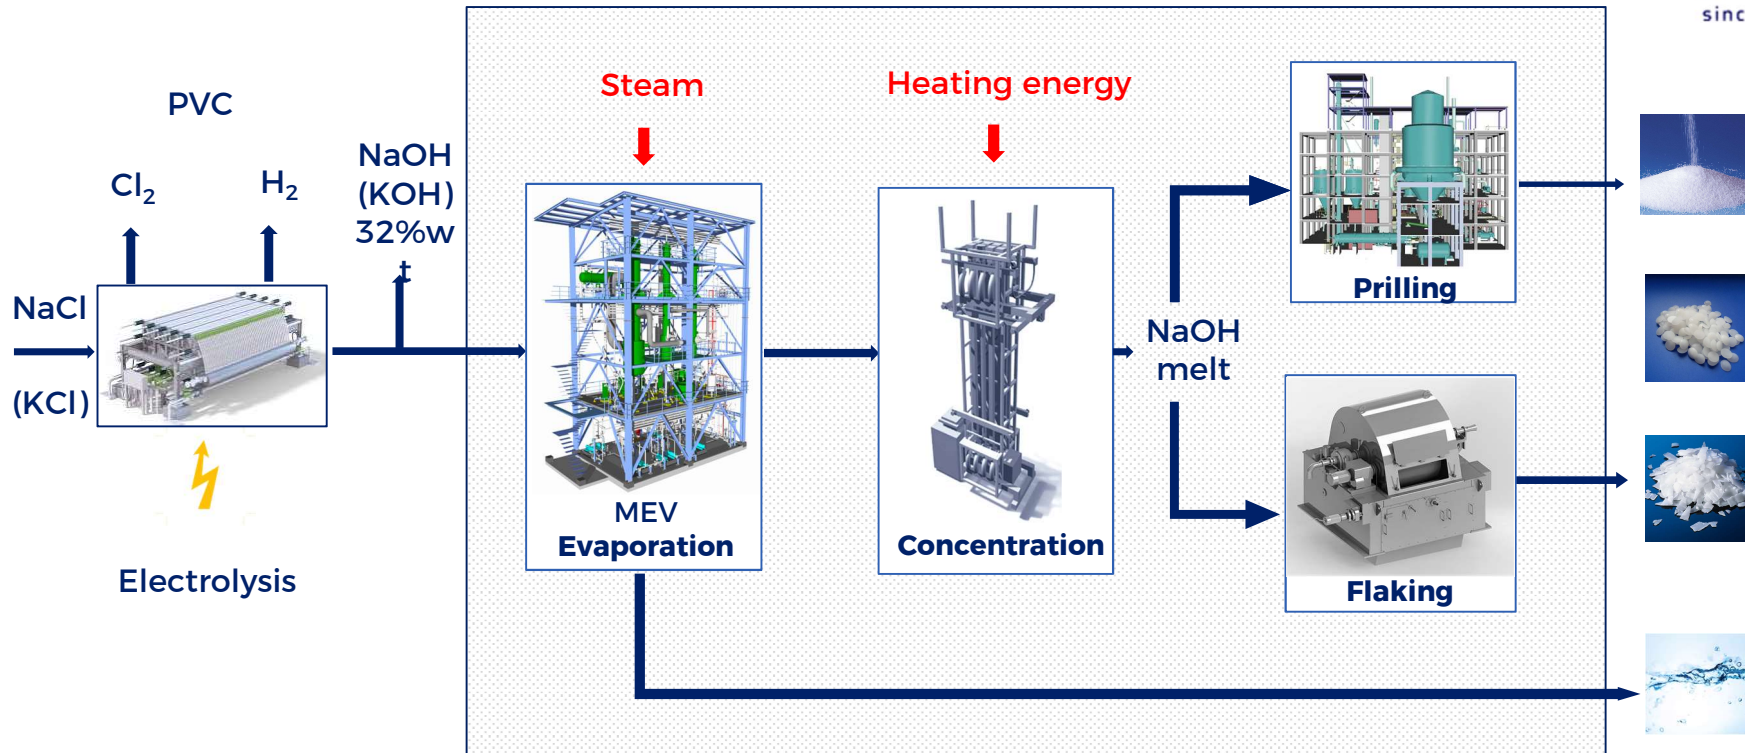 sinc
PVC
Cl₂
H₂
NaOH
(KOH)
32%w
t
NaCl
(KCl)
Electrolysis
Steam
MEV
Evaporation
Heating energy
Concentration
NaOH
melt
Prilling
Flaking